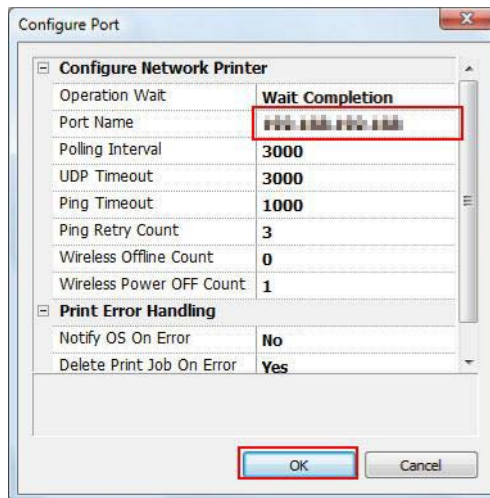 Configure Port
Configure Network Printer
Operation Wait Wait Completion
Port Name
Polling Interval 3000
UDP Timeout 3000
Ping Timeout 1000
Ping Retry Count 3
Wireless Offline Count 0
Wireless Power OFF Count 1
Print Error Handling
Notify OS On Error No
Delete Print Job On Error Yes
OK Cancel